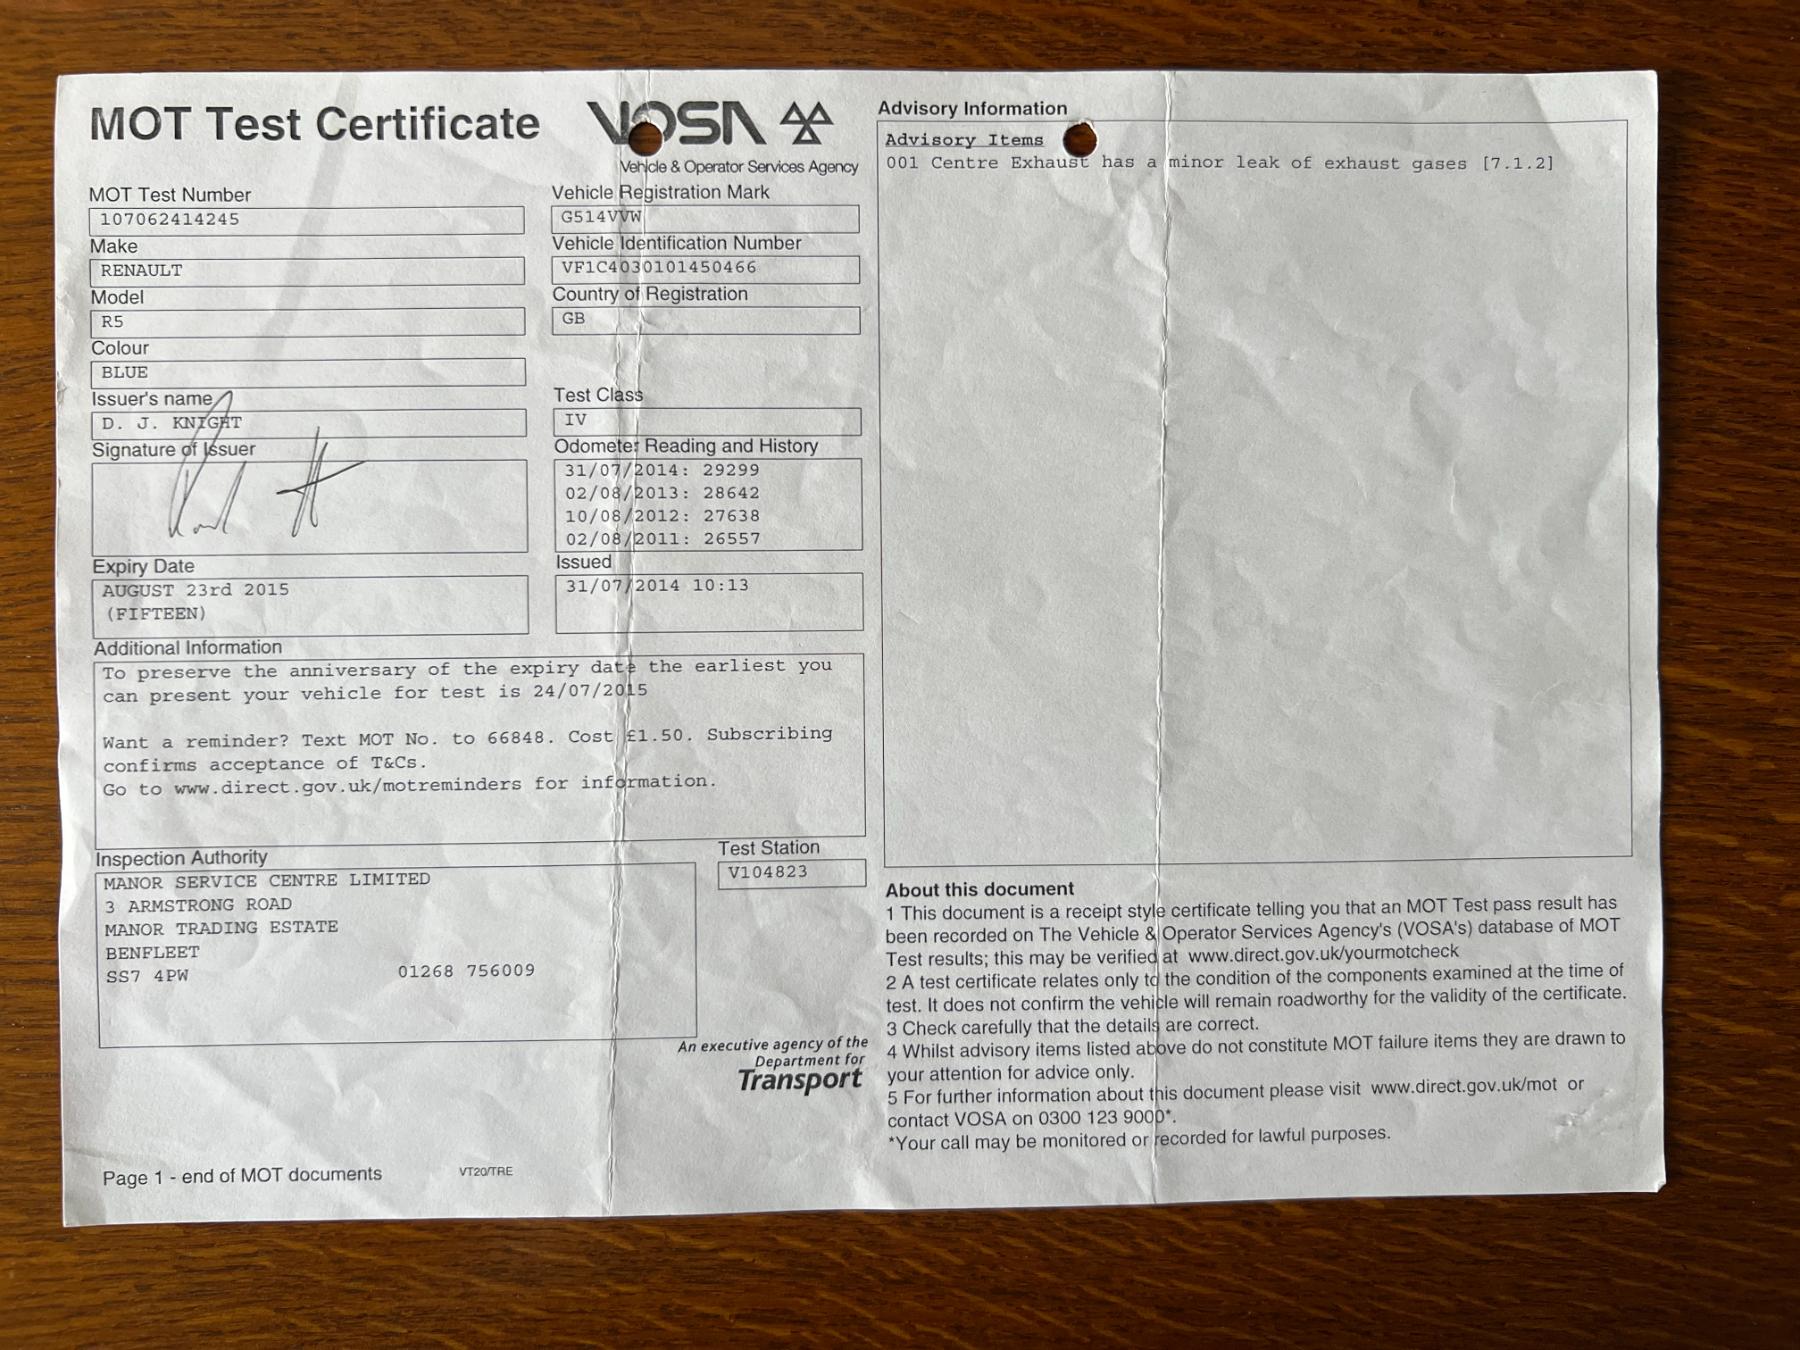 MOT Test Certificate
VOSA
Vehicle & Operator Services Agency
MOT Test Number
107062414245
Vehicle Registration Mark
G514VVW
Make
RENAULT
Vehicle Identification Number
VF1C4030101450466
Model
R5
Country of Registration
GB
Colour
BLUE
Issuer's name
D. J. KNIGHT
Test Class
IV
Signature of Issuer
Odometer Reading and History
31/07/2014: 29299
02/08/2013: 28642
10/08/2012: 27638
02/08/2011: 26557
Expiry Date
AUGUST 23rd 2015
(FIFTEEN)
Issued
31/07/2014 10:13
Additional Information
To preserve the anniversary of the expiry date the earliest you
can present your vehicle for test is 24/07/2015
Want a reminder? Text MOT No. to 66848. Cost £1.50. Subscribing
confirms acceptance of T&Cs.
Go to www.direct.gov.uk/motreminders for information.
Inspection Authority
MANOR SERVICE CENTRE LIMITED
3 ARMSTRONG ROAD
MANOR TRADING ESTATE
BENFLEET
SS7 4PW 01268 756009
Test Station
V104823
An executive agency of the
Department for
Transport
Page 1 - end of MOT documents
VT20/TRE
Advisory Information
Advisory Items
001 Centre Exhaust has a minor leak of exhaust gases [7.1.2]
About this document
1 This document is a receipt style certificate telling you that an MOT Test pass result has
been recorded on The Vehicle & Operator Services Agency's (VOSA's) database of MOT
Test results; this may be verified at www.direct.gov.uk/yourmotcheck
2 A test certificate relates only to the condition of the components examined at the time of
test. It does not confirm the vehicle will remain roadworthy for the validity of the certificate.
3 Check carefully that the details are correct.
4 Whilst advisory items listed above do not constitute MOT failure items they are drawn to
your attention for advice only.
5 For further information about this document please visit www.direct.gov.uk/mot or
contact VOSA on 0300 123 9000*.
*Your call may be monitored or recorded for lawful purposes.